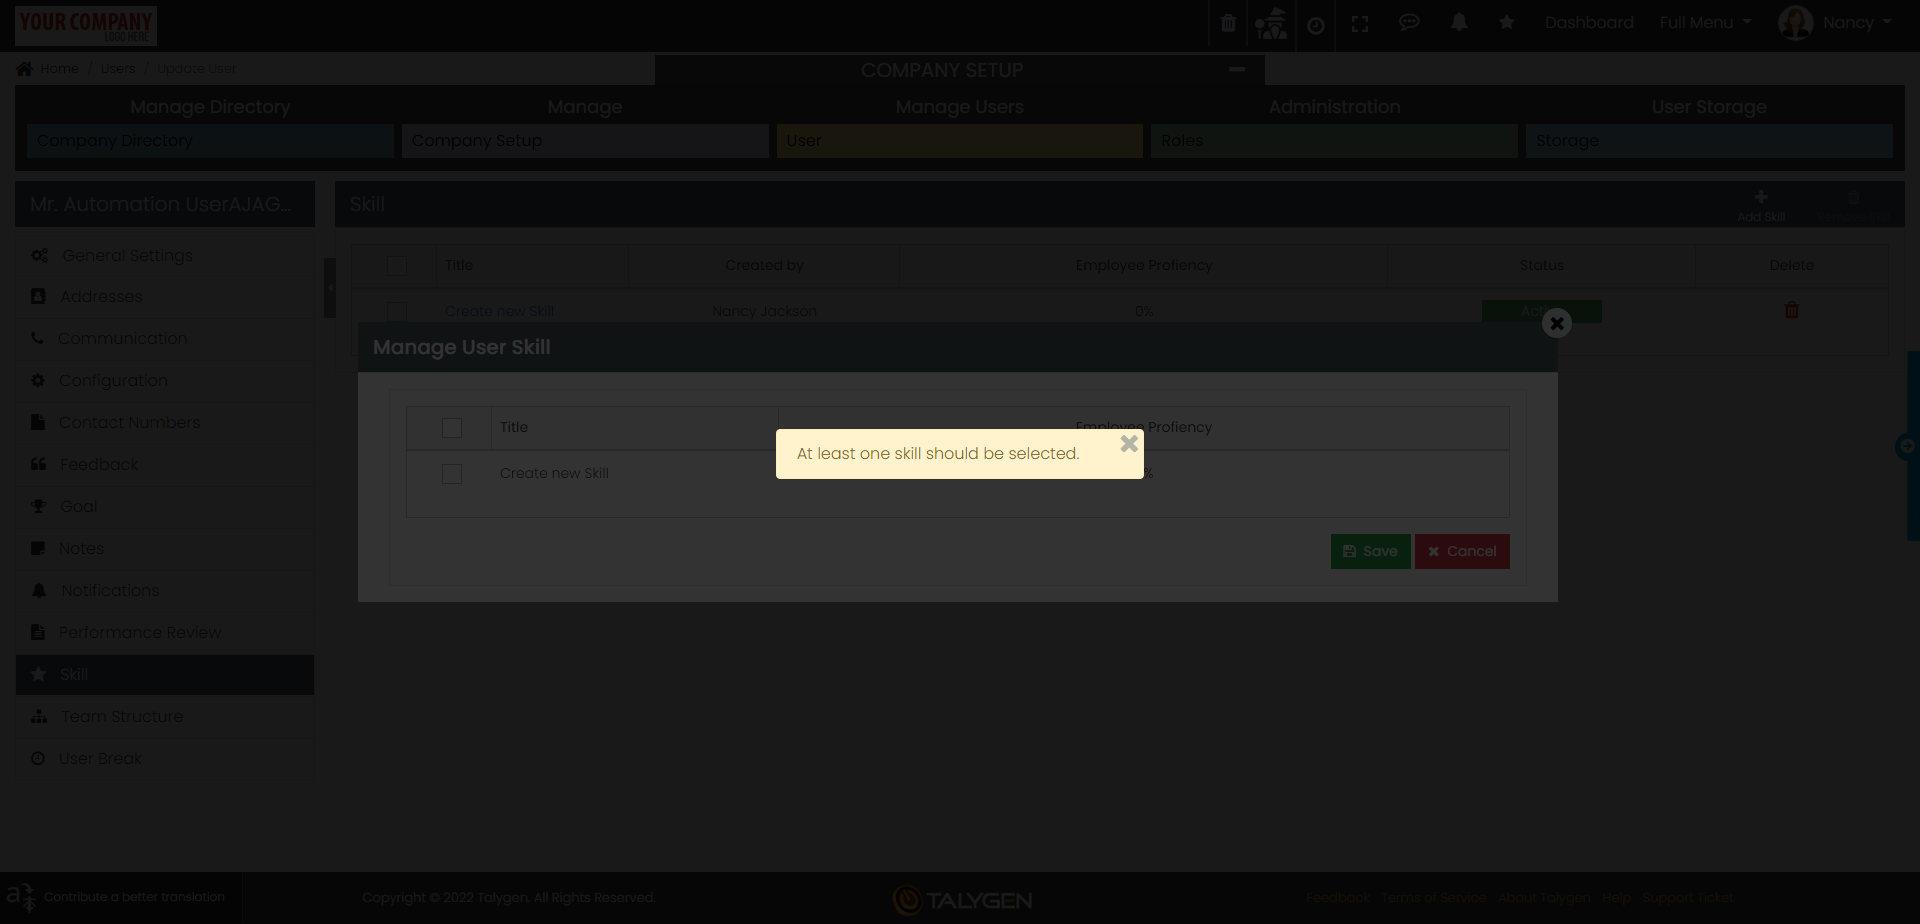 YOUR COMPANY
LOGO HERE
Dashboard
Full Menu
Nancy
Home / Users / Update User
COMPANY SETUP
Manage Directory
Manage
Manage Users
Administration
User Storage
Company Directory
Company Setup
User
Roles
Storage
Mr. Automation UserAJAG...
Skill
Add Skill
General Settings
Addresses
Communication
Configuration
Contact Numbers
Feedback
Goal
Notes
Notifications
Performance Review
Skill
Team Structure
User Break
Title
Created by
Employee Profiency
Status
Delete
Create new Skill
Nancy Jackson
0%
Manage User Skill
Title
Employee Profiency
Create new Skill
%
At least one skill should be selected.
Save
Cancel
Contribute a better translation
Copyright © 2022 Talygen. All Rights Reserved.
TALYGEN
Feedback
Terms of Service
About Talygen
Help
Support Ticket